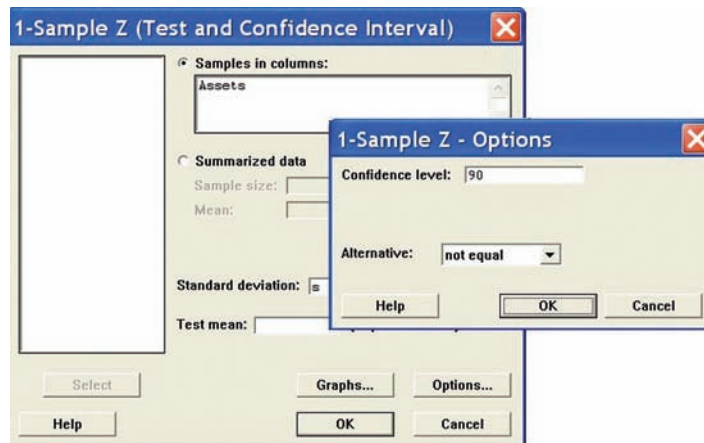 1-Sample Z (Test and Confidence Interval)
Samples in columns:
Assets
1-Sample Z - Options
Summarized data
Confidence level: 90
Sample size:
Mean:
Alternative: not equal
Standard deviation: s
Help OK Cancel
Test mean:
Select Graphs... Options...
Help OK Cancel